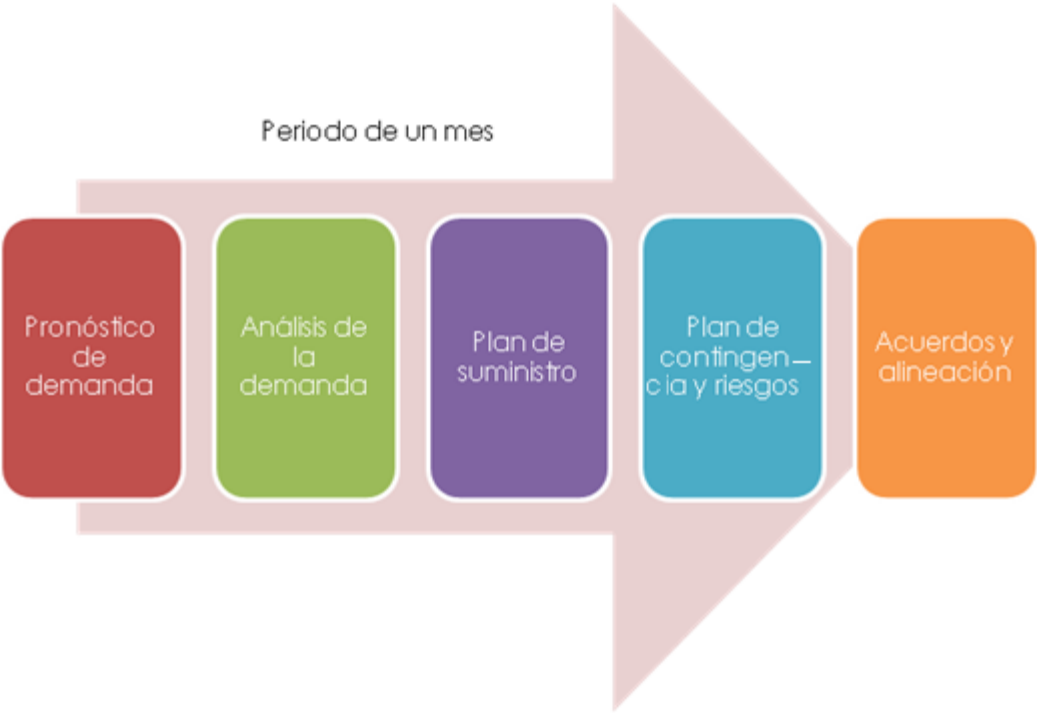 Periodo de un mes
Pronóstico
de
demanda
Análisis de
la
demanda
Plan de
suministro
Plan de
contingen–
cia y riesgos
Acuerdos y
alineación